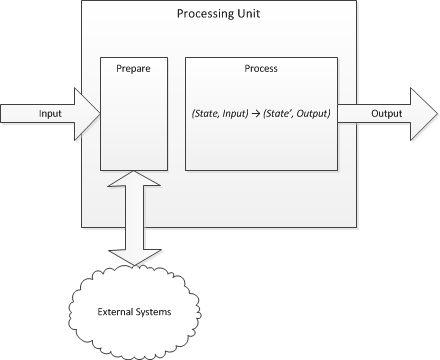 Processing Unit
Prepare
Process
Input
(State, Input) → (State’, Output)
Output
External Systems